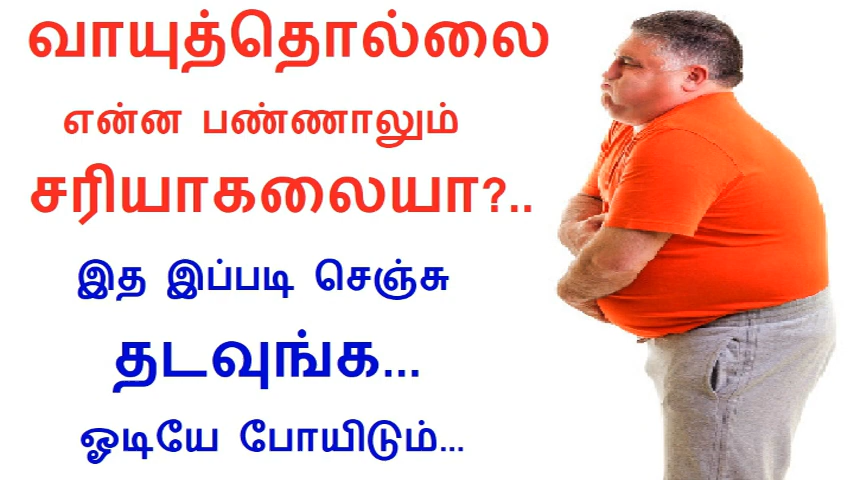 வாயுத்தொல்லை
என்ன பண்ணாலும்
சரியாகலையா?..
இத இப்படி செஞ்சு
தடவுங்க...
ஓடியே போயிடும்...